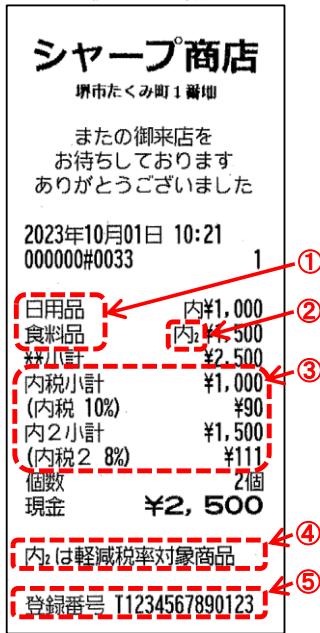 シャープ商店
堺市たくみ町1番地
またの御来店を
お待ちしております
ありがとうございました
2023年10月01日 10:21
000000#0033 1
①
日用品 内¥1,000
②
食料品 内2 ¥1,500
**小計 ¥2,500
③
内税小計 ¥1,000
(内税 10%) ¥90
内2小計 ¥1,500
(内税2 8%) ¥111
個数 2個
現金 ¥2,500
④
内2は軽減税率対象商品
⑤
登録番号 T1234567890123